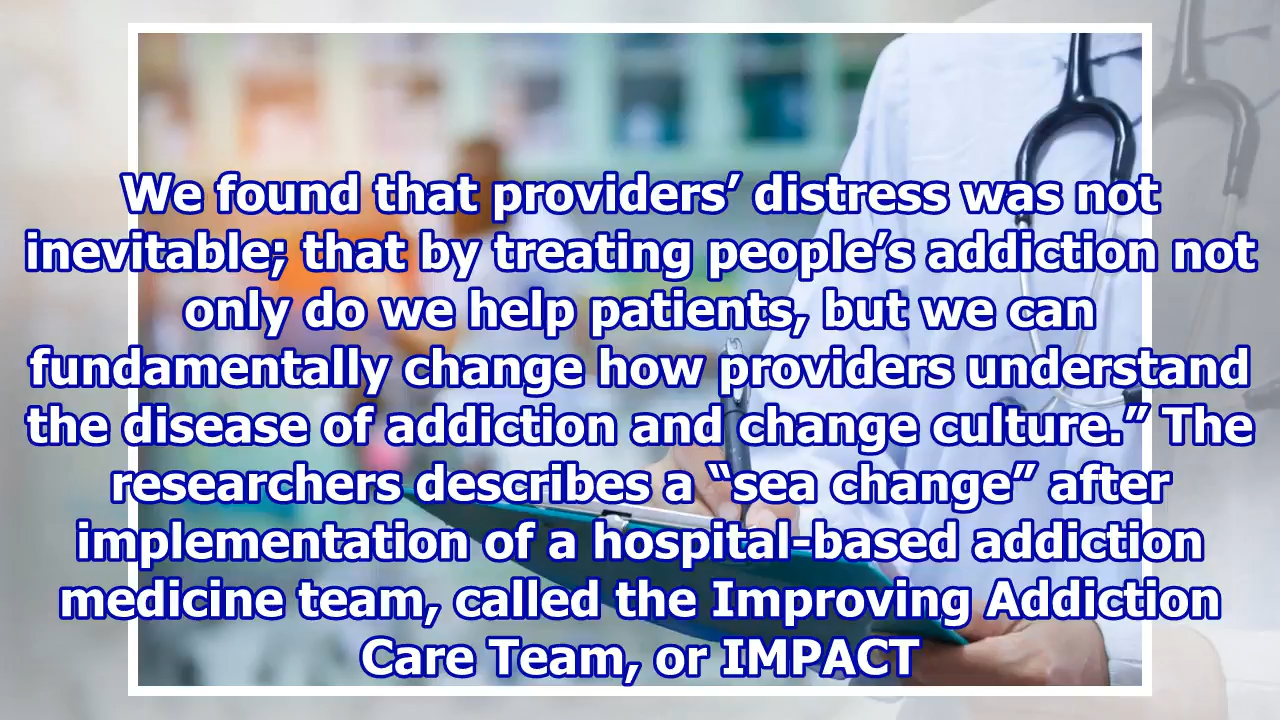 We found that providers’ distress was not
inevitable; that by treating people’s addiction not
only do we help patients, but we can
fundamentally change how providers understand
the disease of addiction and change culture.” The
researchers describes a “sea change” after
implementation of a hospital-based addiction
medicine team, called the Improving Addiction
Care Team, or IMPACT